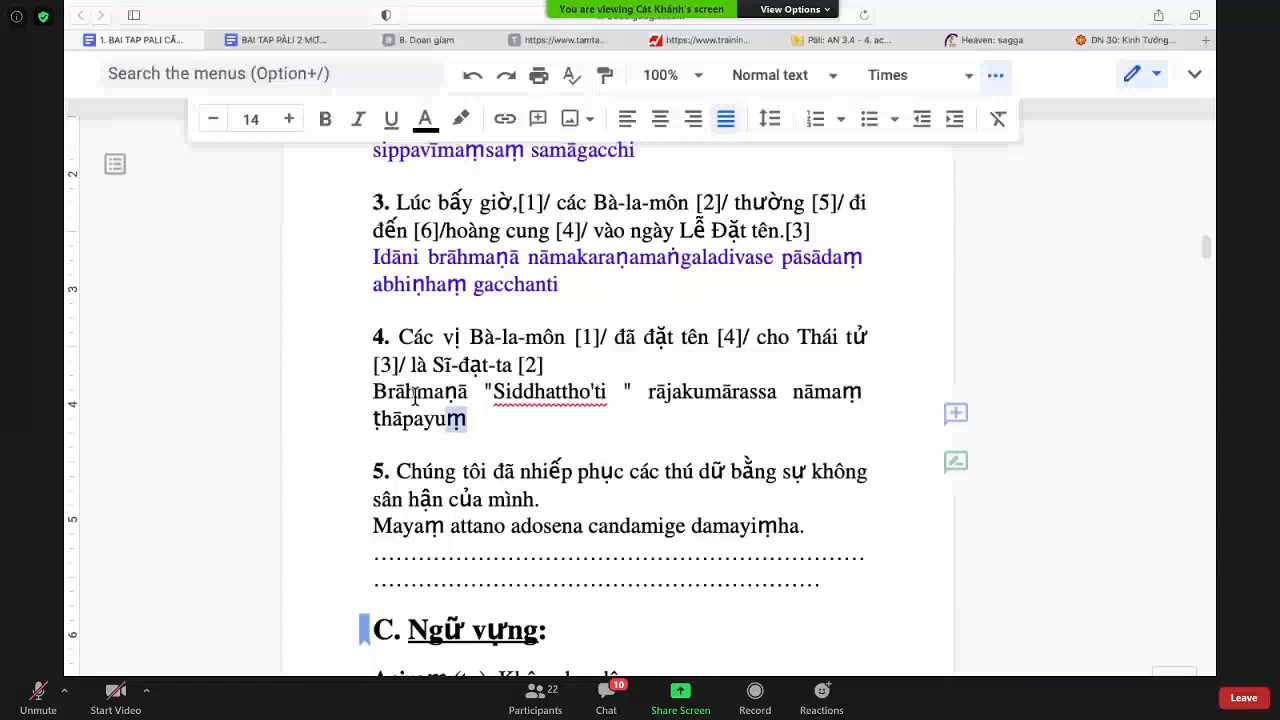 You are viewing Cát Khánh's screen
View Options
1. BAI TAP PALI CĂ...
BAI TAP PÀLI 2 MƠ...
8. Doan giam
https://www.tamta...
https://www.trainin...
Pāli: AN 3.4 – 4. ac...
Heaven: sagga
DN 30: Kinh Tướng...
Search the menus (Option+/)
100%
Normal text
Times
14
B I U A
sippavīmaṃsaṃ samāgacchi
3. Lúc bấy giờ,[1]/ các Bà-la-môn [2]/ thường [5]/ đi
đến [6]/hoàng cung [4]/ vào ngày Lễ Đặt tên.[3]
Idāni brāhmaṇā nāmakaraṇamaṅgaladivase pāsādaṃ
abhiṇhaṃ gacchanti
4. Các vị Bà-la-môn [1]/ đã đặt tên [4]/ cho Thái tử
[3]/ là Sĩ-đạt-ta [2]
Brāhmaṇā "Siddhattho'ti " rājakumārassa nāmaṃ
ṭhāpayuṃ
5. Chúng tôi đã nhiếp phục các thú dữ bằng sự không
sân hận của mình.
Mayaṃ attano adosena candamige damayiṃha.
……………………………………………………
…………………………………………………
C. Ngữ vựng:
2
3
4
5
6
Unmute
Start Video
22
Participants
10
Chat
Share Screen
Record
Reactions
Leave